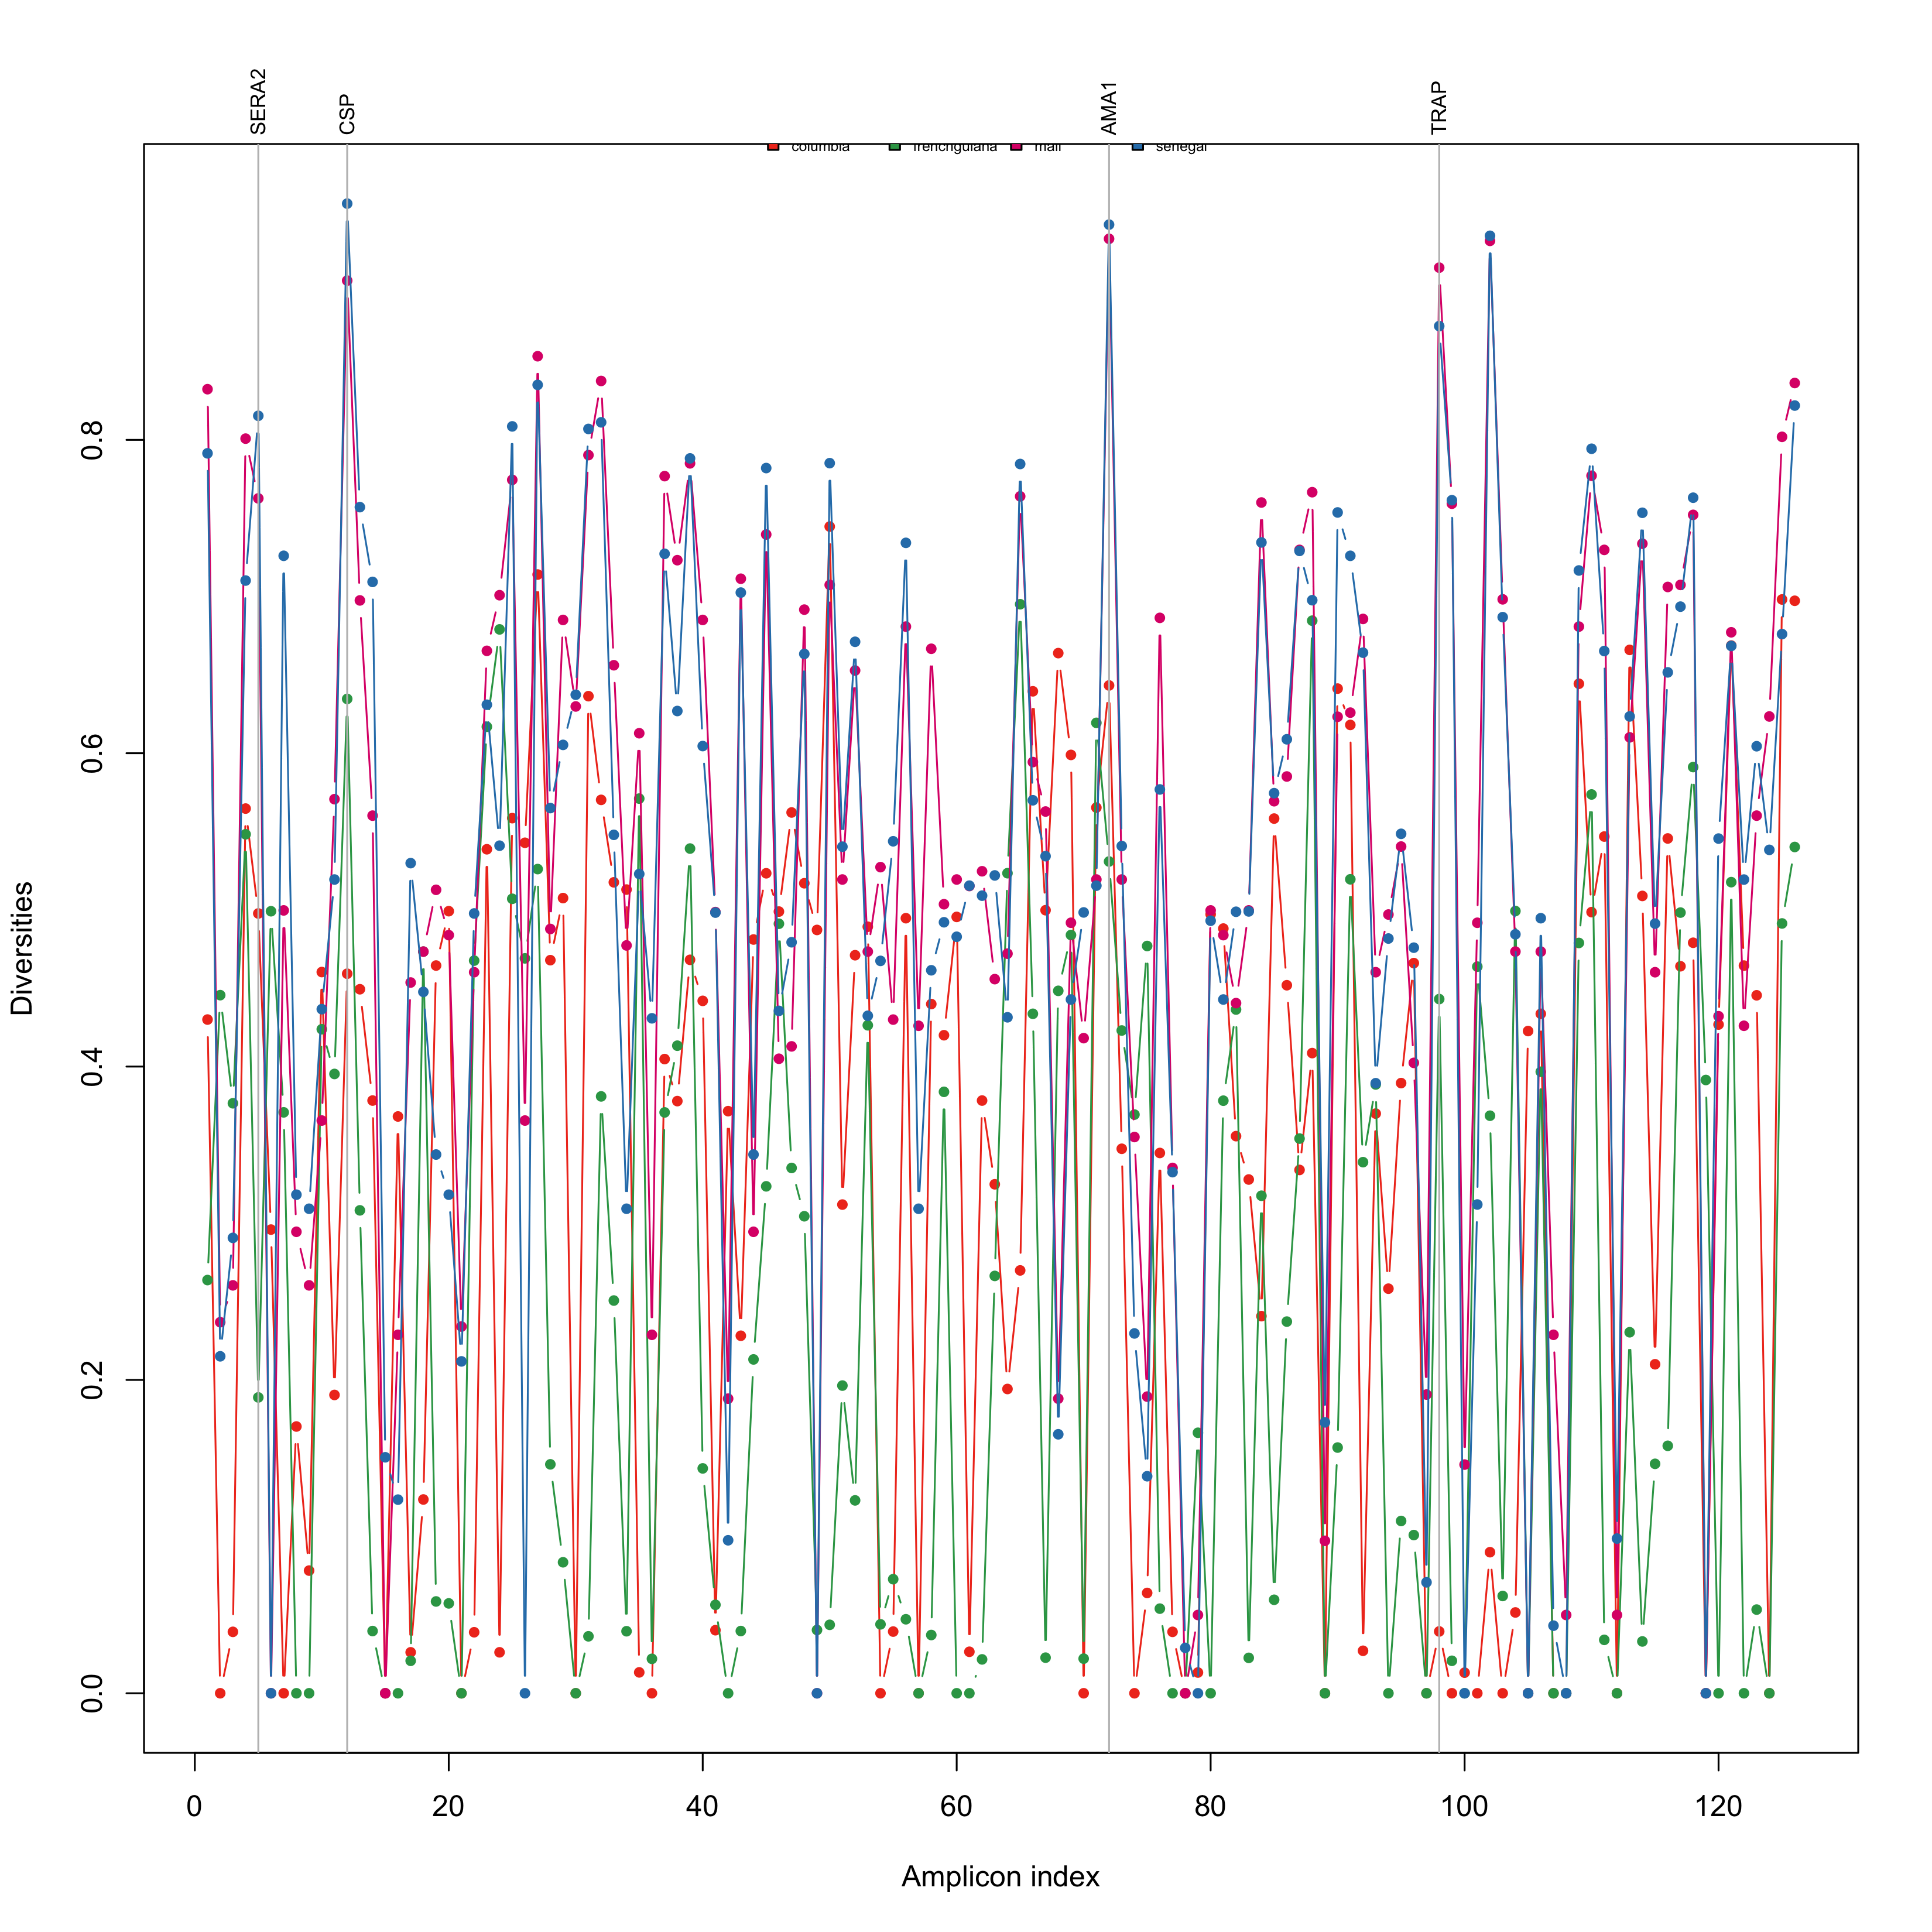 SERA2
CSP
AMA1
TRAP
columbia frenchguiana mali senegal
Diversities
0.8
0.6
0.4
0.2
0.0
0 20 40 60 80 100 120
Amplicon index